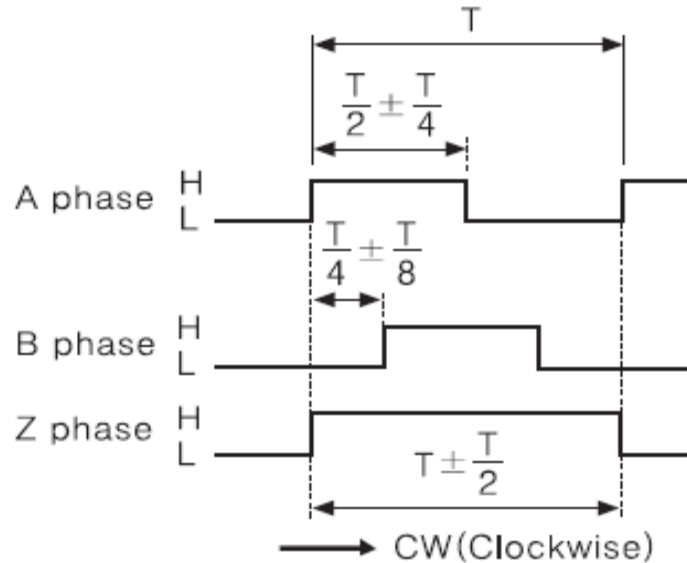 T
T/2 ± T/4
A phase H
L
T/4 ± T/8
B phase H
L
Z phase H
L
T ± T/2
CW(Clockwise)